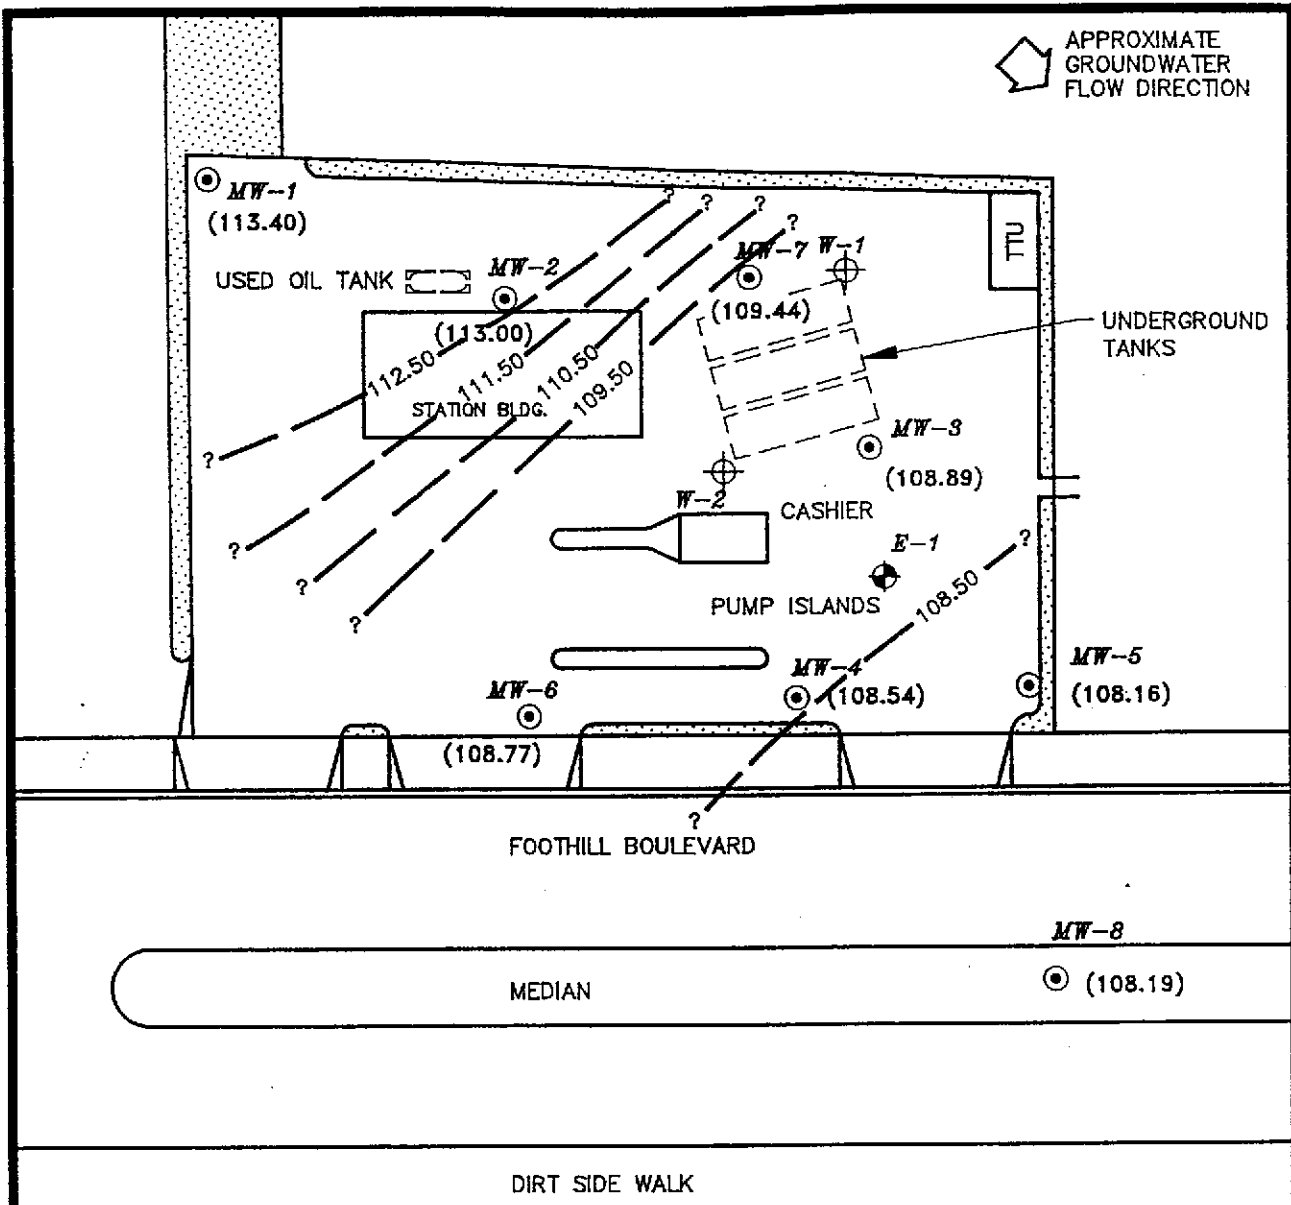 APPROXIMATE
GROUNDWATER
FLOW DIRECTION
MW-1
(113.40)
?
?
?
?
MW-7
W-1
TTU
USED OIL TANK
MW-2
(113.00)
(109.44)
UNDERGROUND
TANKS
112.50
111.50
110.50
109.50
STATION BLDG.
MW-3
(108.89)
?
W-2
CASHIER
?
E-1
?
?
108.50
PUMP ISLANDS
?
?
MW-4
(108.54)
MW-5
(108.16)
MW-6
(108.77)
?
FOOTHILL BOULEVARD
MW-8
(108.19)
MEDIAN
DIRT SIDE WALK